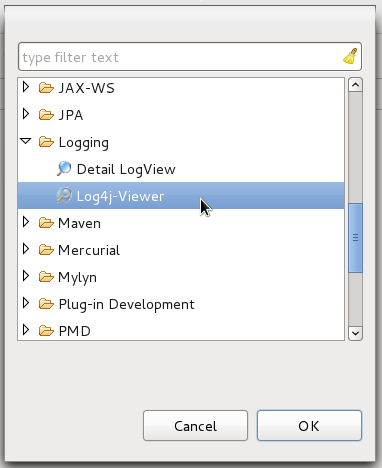 type filter text
JAX-WS
JPA
Logging
Detail LogView
Log4j-Viewer
Maven
Mercurial
Mylyn
Plug-in Development
PMD
Cancel
OK